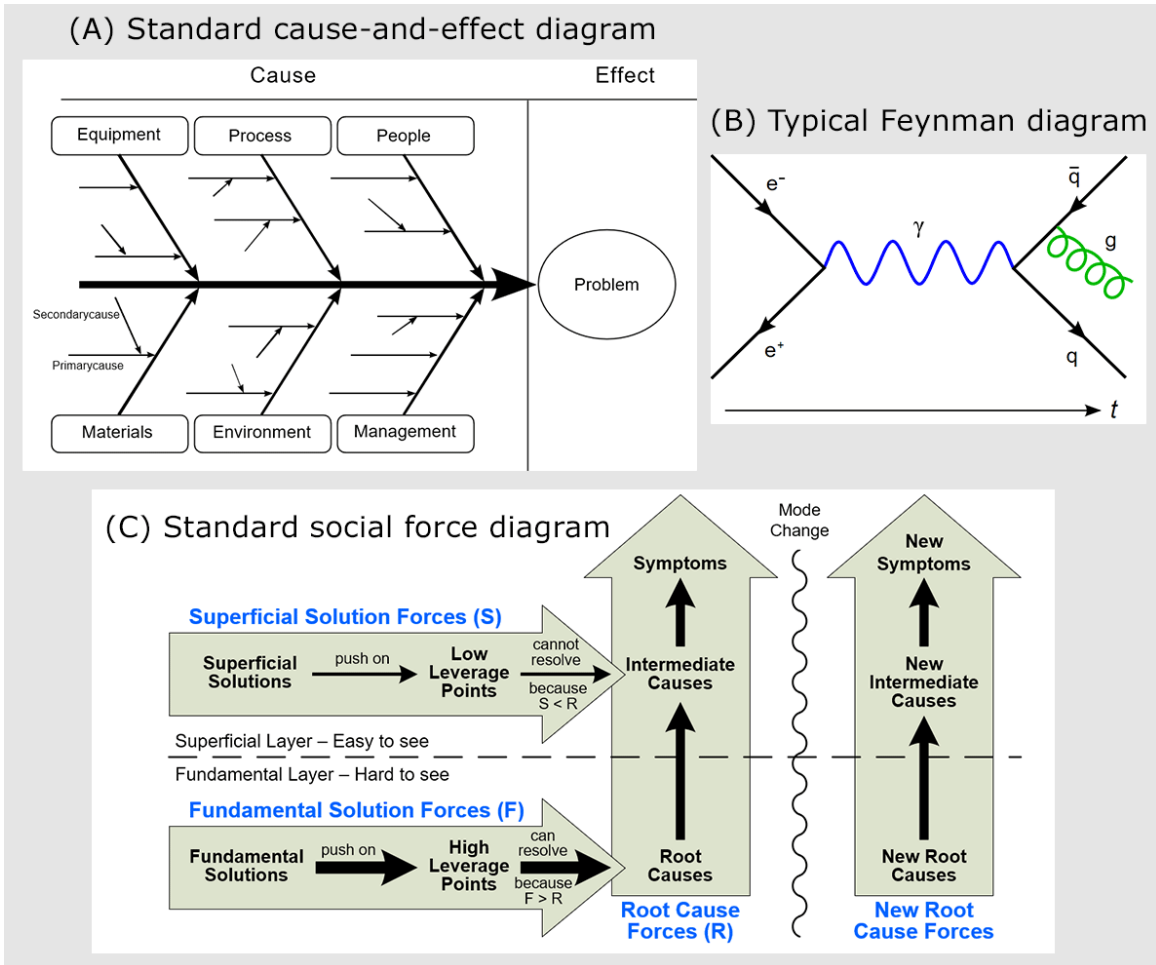 (A) Standard cause-and-effect diagram
Cause
Effect
Equipment
Process
People
Problem
Secondarycause
Primarycause
Materials
Environment
Management
(B) Typical Feynman diagram
e⁻
e⁺
γ
q̄
g
q
t
(C) Standard social force diagram
Superficial Solution Forces (S)
Superficial
Solutions
push on
Low
Leverage
Points
cannot
resolve
because
S < R
Superficial Layer – Easy to see
Fundamental Layer – Hard to see
Fundamental Solution Forces (F)
Fundamental
Solutions
push on
High
Leverage
Points
can
resolve
because
F > R
Symptoms
Intermediate
Causes
Root
Causes
Root Cause
Forces (R)
Mode
Change
New
Symptoms
New
Intermediate
Causes
New Root
Causes
New Root
Cause Forces